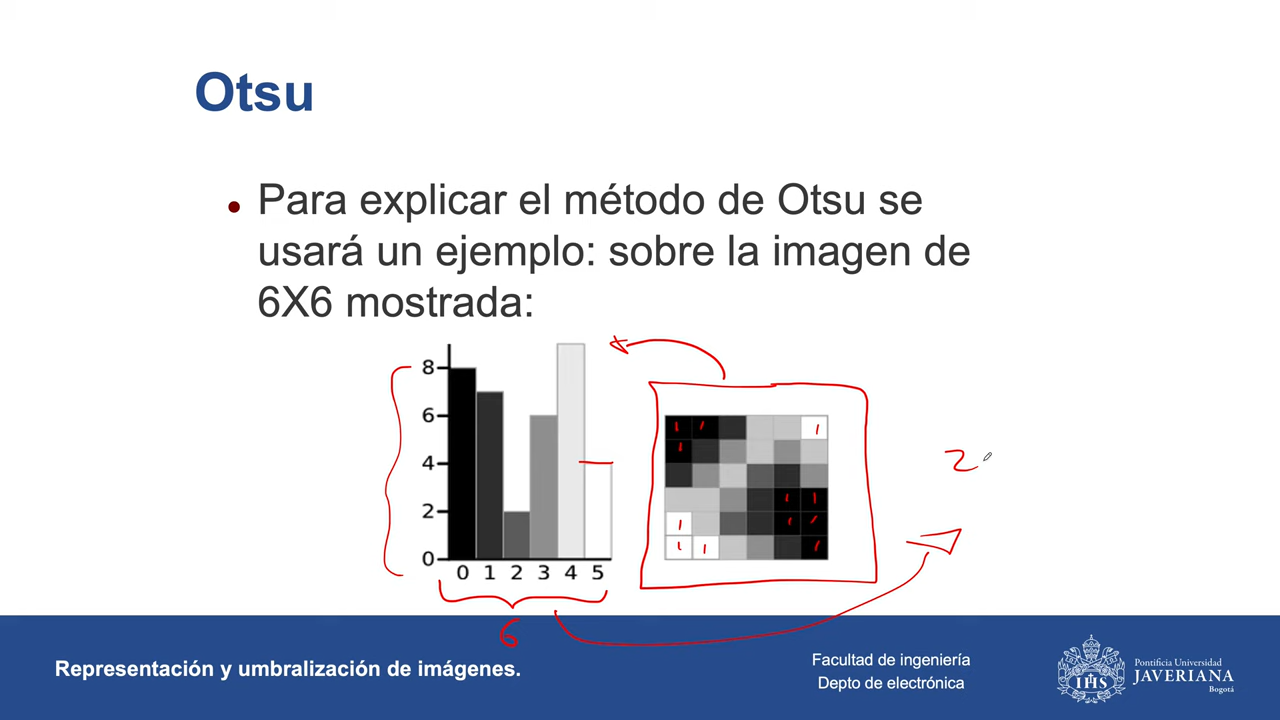 Otsu
• Para explicar el método de Otsu se
usará un ejemplo: sobre la imagen de
6X6 mostrada:
8
6
4
2
0
0 1 2 3 4 5
6
2
Representación y umbralización de imágenes.
Facultad de ingeniería
Depto de electrónica
IHS
Pontificia Universidad
JAVERIANA
Bogotá